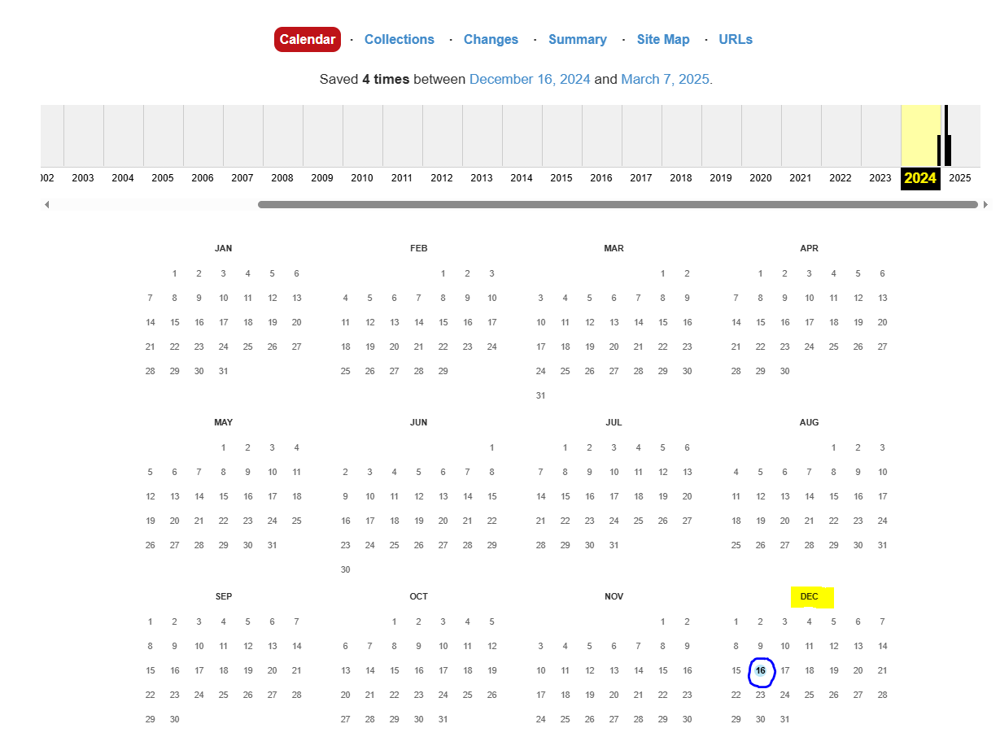 Calendar · Collections · Changes · Summary · Site Map · URLs
Saved 4 times between December 16, 2024 and March 7, 2025.
002 2003 2004 2005 2006 2007 2008 2009 2010 2011 2012 2013 2014 2015 2016 2017 2018 2019 2020 2021 2022 2023 2024 2025
JAN FEB MAR APR
1 2 3 4 5 6 1 2 3 1 2 1 2 3 4 5 6
7 8 9 10 11 12 13 4 5 6 7 8 9 10 3 4 5 6 7 8 9 7 8 9 10 11 12 13
14 15 16 17 18 19 20 11 12 13 14 15 16 17 10 11 12 13 14 15 16 14 15 16 17 18 19 20
21 22 23 24 25 26 27 18 19 20 21 22 23 24 17 18 19 20 21 22 23 21 22 23 24 25 26 27
28 29 30 31 25 26 27 28 29 24 25 26 27 28 29 30 28 29 30
31
MAY JUN JUL AUG
1 2 3 4 1 1 2 3 4 5 6 1 2 3
5 6 7 8 9 10 11 2 3 4 5 6 7 8 7 8 9 10 11 12 13 4 5 6 7 8 9 10
12 13 14 15 16 17 18 9 10 11 12 13 14 15 14 15 16 17 18 19 20 11 12 13 14 15 16 17
19 20 21 22 23 24 25 16 17 18 19 20 21 22 21 22 23 24 25 26 27 18 19 20 21 22 23 24
26 27 28 29 30 31 23 24 25 26 27 28 29 28 29 30 31 25 26 27 28 29 30 31
30
SEP OCT NOV DEC
1 2 3 4 5 6 7 1 2 3 4 5 1 2 1 2 3 4 5 6 7
8 9 10 11 12 13 14 6 7 8 9 10 11 12 3 4 5 6 7 8 9 8 9 10 11 12 13 14
15 16 17 18 19 20 21 13 14 15 16 17 18 19 10 11 12 13 14 15 16 15 16 17 18 19 20 21
22 23 24 25 26 27 28 20 21 22 23 24 25 26 17 18 19 20 21 22 23 22 23 24 25 26 27 28
29 30 27 28 29 30 31 24 25 26 27 28 29 30 29 30 31